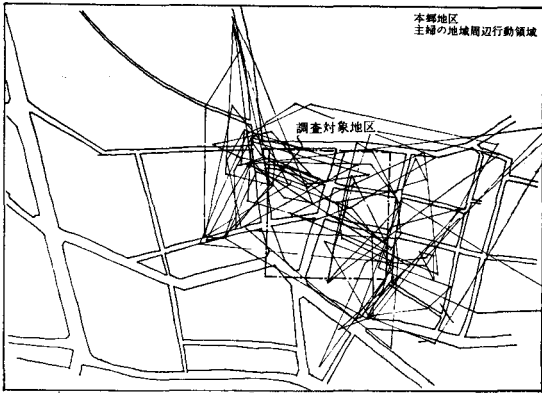 本郷地区
主婦の地域周辺行動領域
調査対象地区